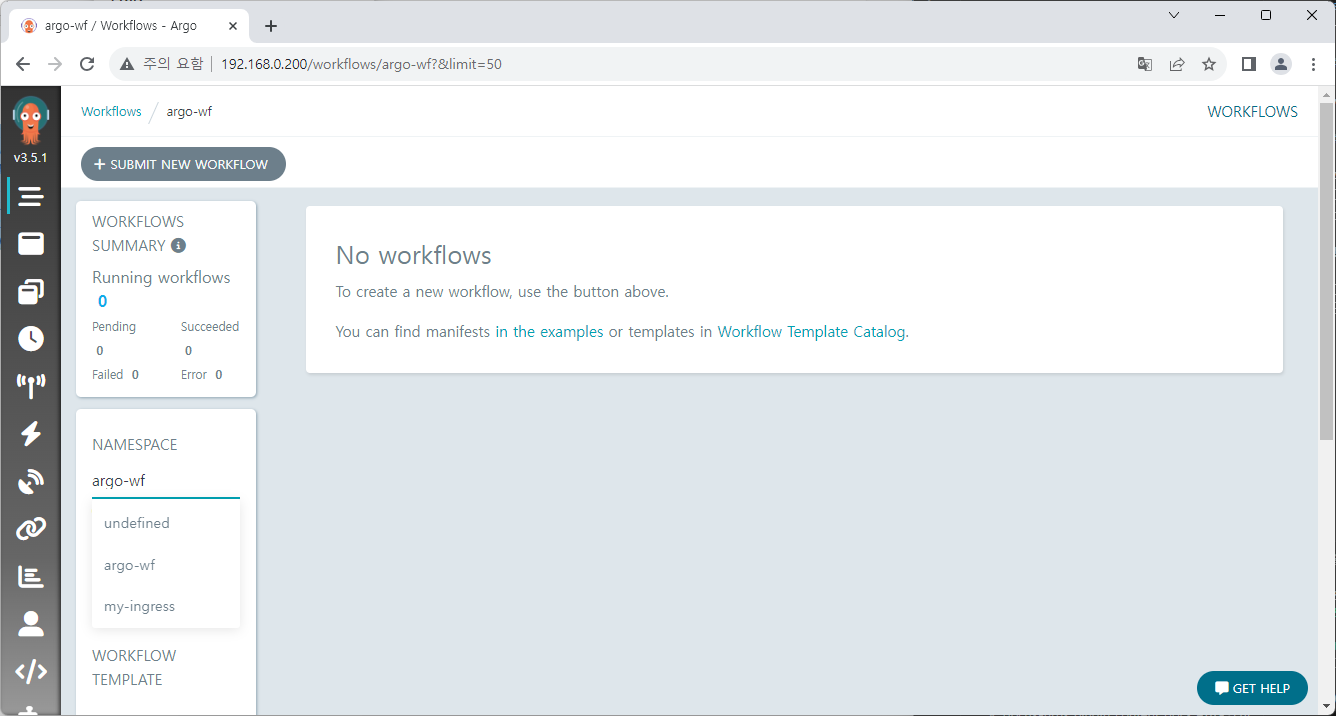 argo-wf / Workflows - Argo
주의 요함
192.168.0.200/workflows/argo-wf?&limit=50
v3.5.1
Workflows / argo-wf
WORKFLOWS
+ SUBMIT NEW WORKFLOW
WORKFLOWS
SUMMARY
Running workflows
0
Pending Succeeded
0 0
Failed 0 Error 0
No workflows
To create a new workflow, use the button above.
You can find manifests in the examples or templates in Workflow Template Catalog.
NAMESPACE
argo-wf
undefined
argo-wf
my-ingress
WORKFLOW
TEMPLATE
GET HELP